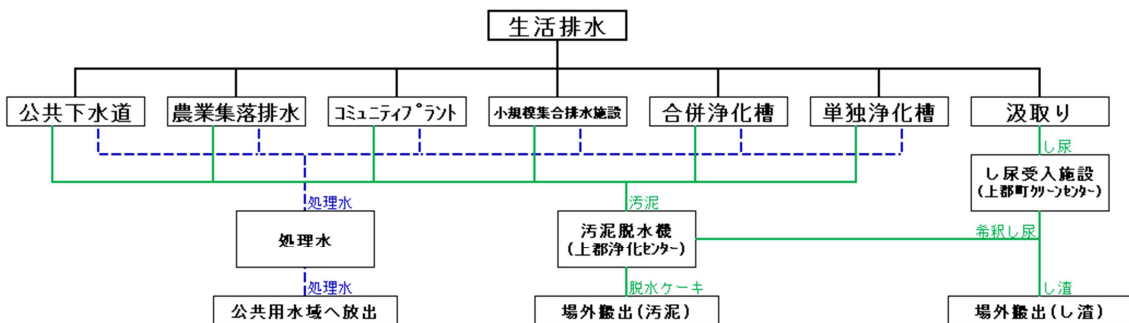 生活排水
公共下水道
農業集落排水
コミュニティプラント
小規模集合排水施設
合併浄化槽
単独浄化槽
汲取り
し尿
し尿受入施設
(上郡町クリーンセンター)
処理水
汚泥
処理水
汚泥脱水機
(上郡浄化センター)
希釈し尿
処理水
脱水ケーキ
し渣
公共用水域へ放出
場外搬出(汚泥)
場外搬出(し渣)